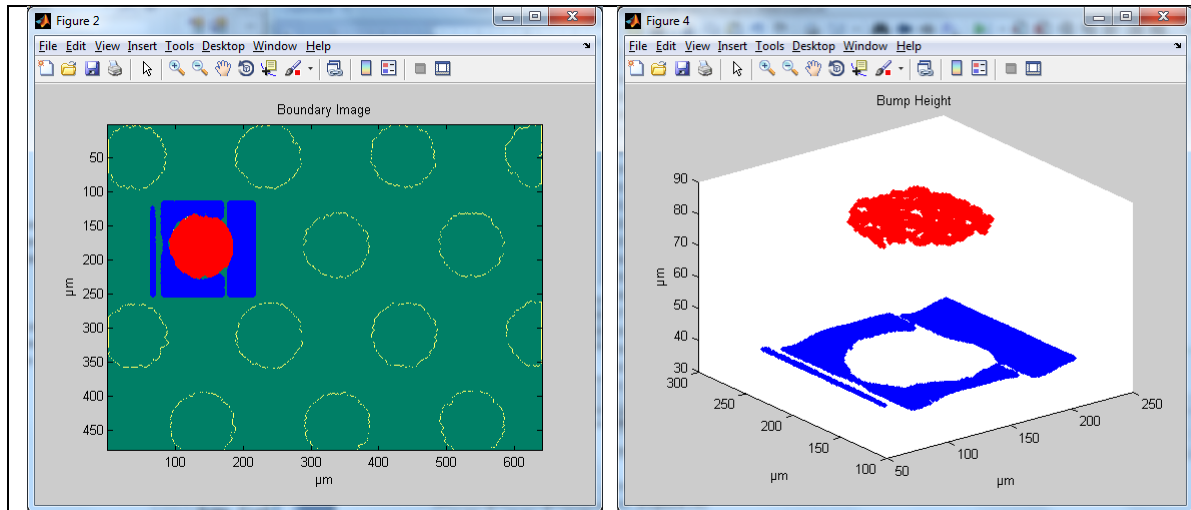 Figure 2
File Edit View Insert Tools Desktop Window Help
Boundary Image
50
100
150
200
250
300
350
400
450
µm
100 200 300 400 500 600
µm
Figure 4
File Edit View Insert Tools Desktop Window Help
Bump Height
90
80
70
60
50
40
30
µm
300
250
200
150
100
µm
50
100
150
200
250
µm